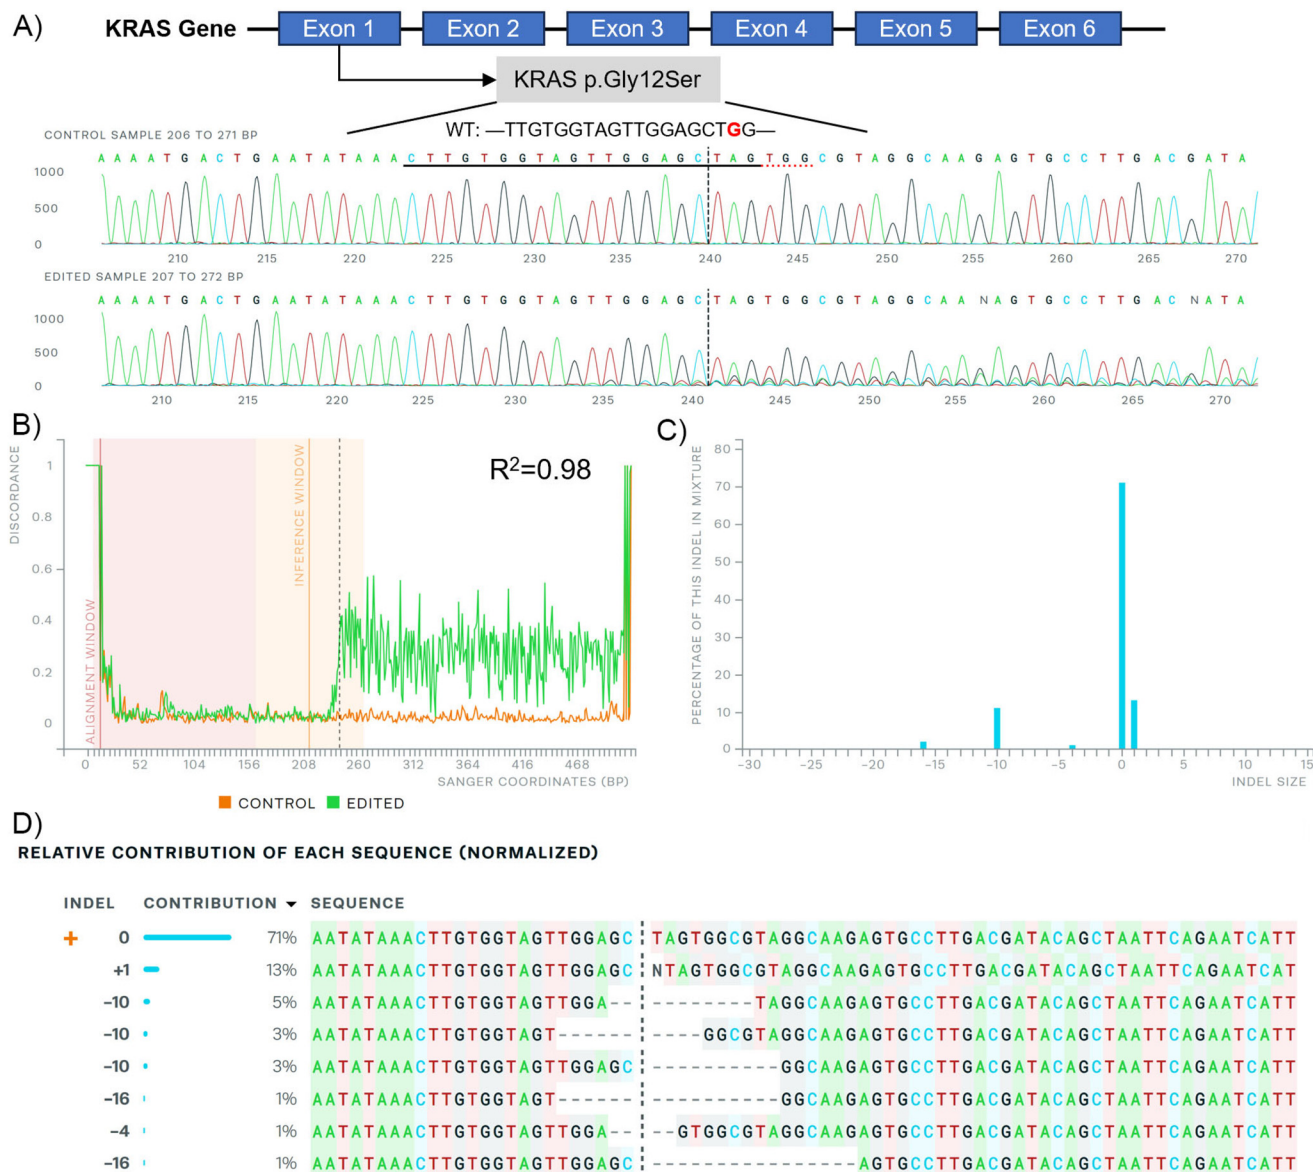 A)
KRAS Gene
Exon 1
Exon 2
Exon 3
Exon 4
Exon 5
Exon 6
KRAS p.Gly12Ser
WT: —TTGTGGTAGTTGGAGCTGG—
CONTROL SAMPLE 206 TO 271 BP
A A A A T G A C T G A A T A T A A A C T T G T G G T A G T T G G A G C T A G T G G C G T A G G C A A G A G T G C C T T G A C G A T A
1000
500
0
210 215 220 225 230 235 240 245 250 255 260 265 270
EDITED SAMPLE 207 TO 272 BP
A A A A T G A C T G A A T A T A A A C T T G T G G T A G T T G G A G C T A G T G G C G T A G G C A A N A G T G C C T T G A C N A T A
1000
500
0
210 215 220 225 230 235 240 245 250 255 260 265 270
B)
DISCORDANCE
1
0.8
0.6
0.4
0.2
0
ALIGNMENT WINDOW
INFERENCE WINDOW
R²=0.98
0 52 104 156 208 260 312 364 416 468
SANGER COORDINATES (BP)
CONTROL EDITED
C)
PERCENTAGE OF THIS INDEL IN MIXTURE
80
70
60
50
40
30
20
10
0
−30 −25 −20 −15 −10 −5 0 5 10 15
INDEL SIZE
D)
RELATIVE CONTRIBUTION OF EACH SEQUENCE (NORMALIZED)
INDEL CONTRIBUTION SEQUENCE
+ 0 71% AATATAAACTTGTGGTAGTTGGAGC TAGTGGCGTAGGCAAGAGTGCCTTGACGATACAGCTAATTCAGAATCATT
+1 13% AATATAAACTTGTGGTAGTTGGAGC NTAGTGGCGTAGGCAAGAGTGCCTTGACGATACAGCTAATTCAGAATCAT
−10 5% AATATAAACTTGTGGTAGTTGGA-- --------TAGGCAAGAGTGCCTTGACGATACAGCTAATTCAGAATCATT
−10 3% AATATAAACTTGTGGTAGT------ ----GGCGTAGGCAAGAGTGCCTTGACGATACAGCTAATTCAGAATCATT
−10 3% AATATAAACTTGTGGTAGTTGGAGC ----------GGCAAGAGTGCCTTGACGATACAGCTAATTCAGAATCATT
−16 1% AATATAAACTTGTGGTAGT------ ----------GGCAAGAGTGCCTTGACGATACAGCTAATTCAGAATCATT
−4 1% AATATAAACTTGTGGTAGTTGGA-- --GTGGCGTAGGCAAGAGTGCCTTGACGATACAGCTAATTCAGAATCATT
−16 1% AATATAAACTTGTGGTAGTTGGAGC ----------------AGTGCCTTGACGATACAGCTAATTCAGAATCATT